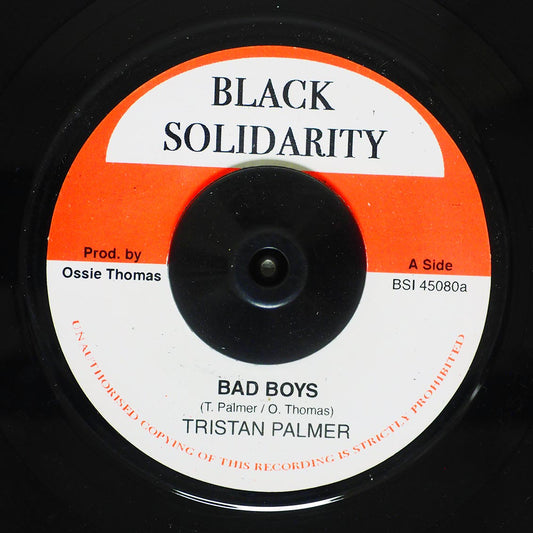 BLACK
SOLIDARITY
Prod. by
Ossie Thomas
A Side
BSI 45080a
BAD BOYS
(T. Palmer / O. Thomas)
TRISTAN PALMER
UNAUTHORISED COPYING OF THIS RECORDING IS STRICTLY PROHIBITED